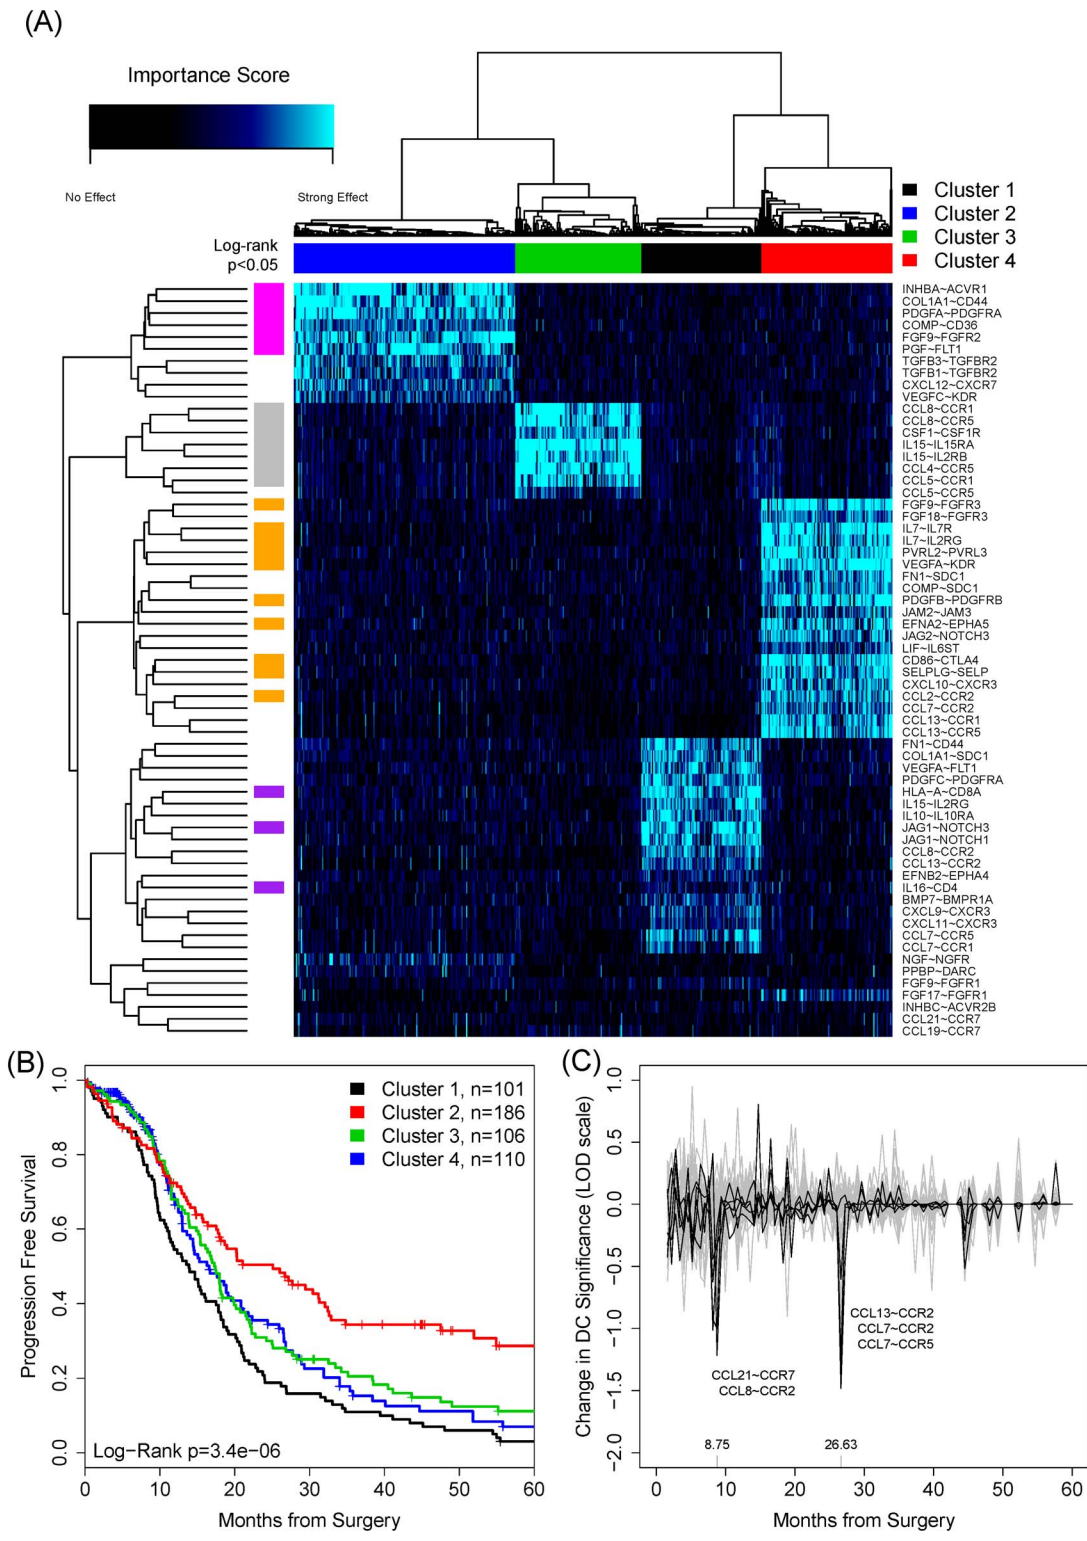 (A)
Importance Score
No Effect
Strong Effect
Log-rank
p<0.05
Cluster 1
Cluster 2
Cluster 3
Cluster 4
INHBA~ACVR1
COL1A1~CD44
PDGFA~PDGFRA
COMP~CD36
FGF9~FGFR2
PGF~FLT1
TGFB3~TGFBR2
TGFB1~TGFBR2
CXCL12~CXCR7
VEGFC~KDR
CCL8~CCR1
CCL8~CCR5
CSF1~CSF1R
IL15~IL15RA
IL15~IL2RB
CCL4~CCR5
CCL5~CCR1
CCL5~CCR5
FGF9~FGFR3
FGF18~FGFR3
IL7~IL7R
IL7~IL2RG
PVRL2~PVRL3
VEGFA~KDR
FN1~SDC1
COMP~SDC1
PDGFB~PDGFRB
JAM2~JAM3
EFNA2~EPHA5
JAG2~NOTCH3
LIF~IL6ST
CD86~CTLA4
SELPLG~SELP
CXCL10~CXCR3
CCL2~CCR2
CCL7~CCR2
CCL13~CCR1
CCL13~CCR5
FN1~CD44
COL1A1~SDC1
VEGFA~FLT1
PDGFC~PDGFRA
HLA-A~CD8A
IL15~IL2RG
IL10~IL10RA
JAG1~NOTCH3
JAG1~NOTCH1
CCL8~CCR2
CCL13~CCR2
EFNB2~EPHA4
IL16~CD4
BMP7~BMPR1A
CXCL9~CXCR3
CXCL11~CXCR3
CCL7~CCR5
CCL7~CCR1
NGF~NGFR
PPBP~DARC
FGF9~FGFR1
FGF17~FGFR1
INHBC~ACVR2B
CCL21~CCR7
CCL19~CCR7
(B)
Progression Free Survival
1.0
0.8
0.6
0.4
0.2
0.0
Cluster 1, n=101
Cluster 2, n=186
Cluster 3, n=106
Cluster 4, n=110
Log-Rank p=3.4e-06
0 10 20 30 40 50 60
Months from Surgery
(C)
Change in DC Significance (LOD scale)
1.0
0.5
0.0
-0.5
-1.0
-1.5
-2.0
CCL13~CCR2
CCL7~CCR2
CCL7~CCR5
CCL21~CCR7
CCL8~CCR2
8.75
26.63
0 10 20 30 40 50 60
Months from Surgery